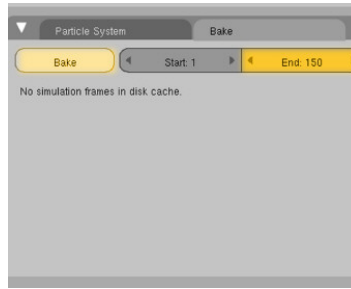 Particle System Bake
Bake Start: 1 End: 150
No simulation frames in disk cache.